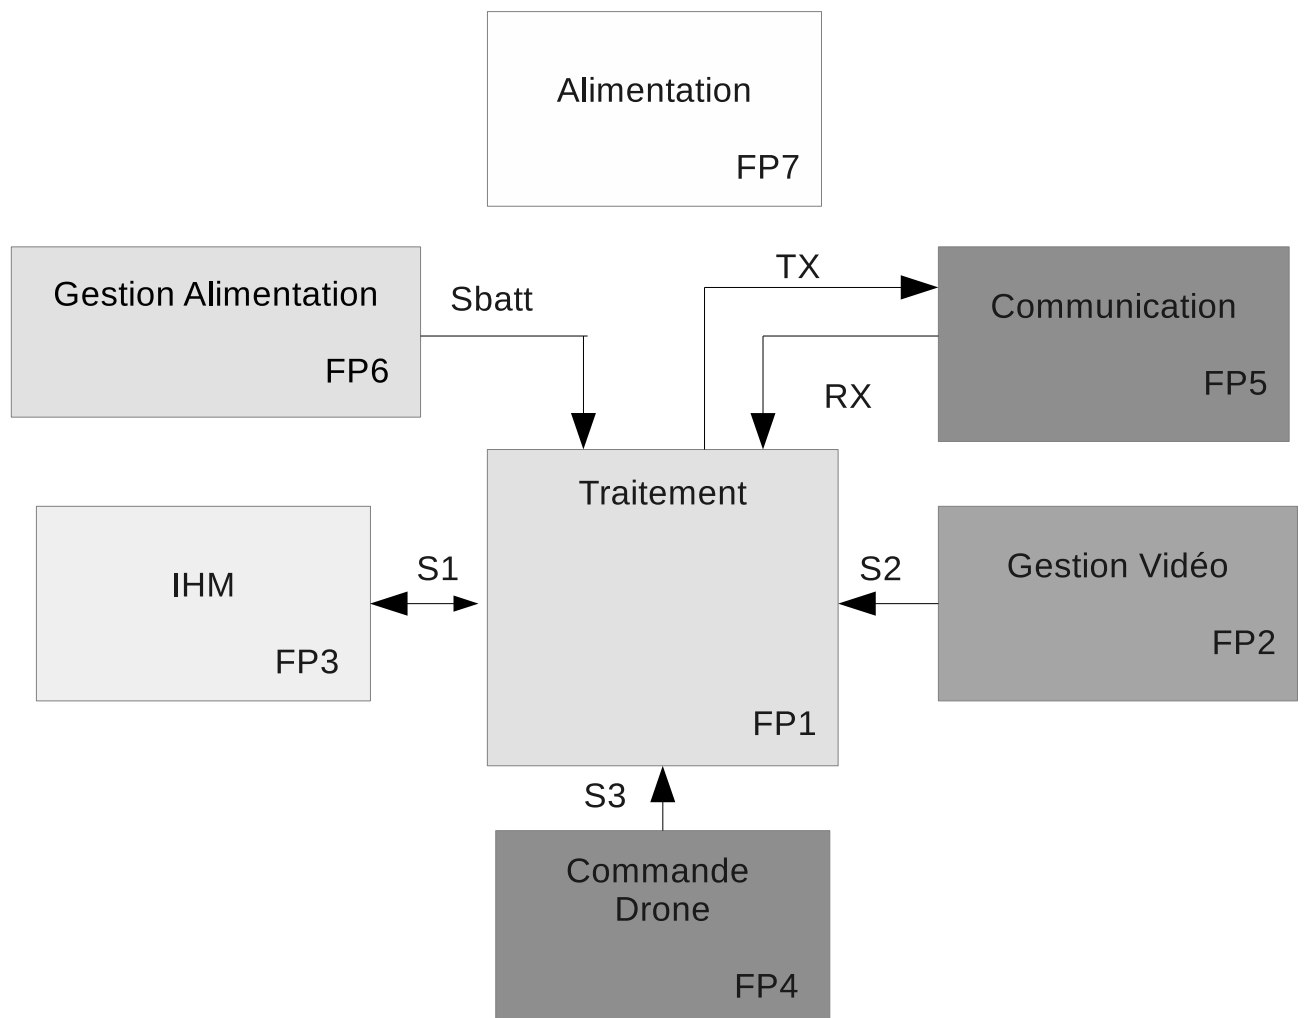 Alimentation
FP7
Gestion Alimentation
FP6
Sbatt
TX
Communication
FP5
RX
Traitement
FP1
IHM
FP3
S1
S2
Gestion Vidéo
FP2
S3
Commande
Drone
FP4